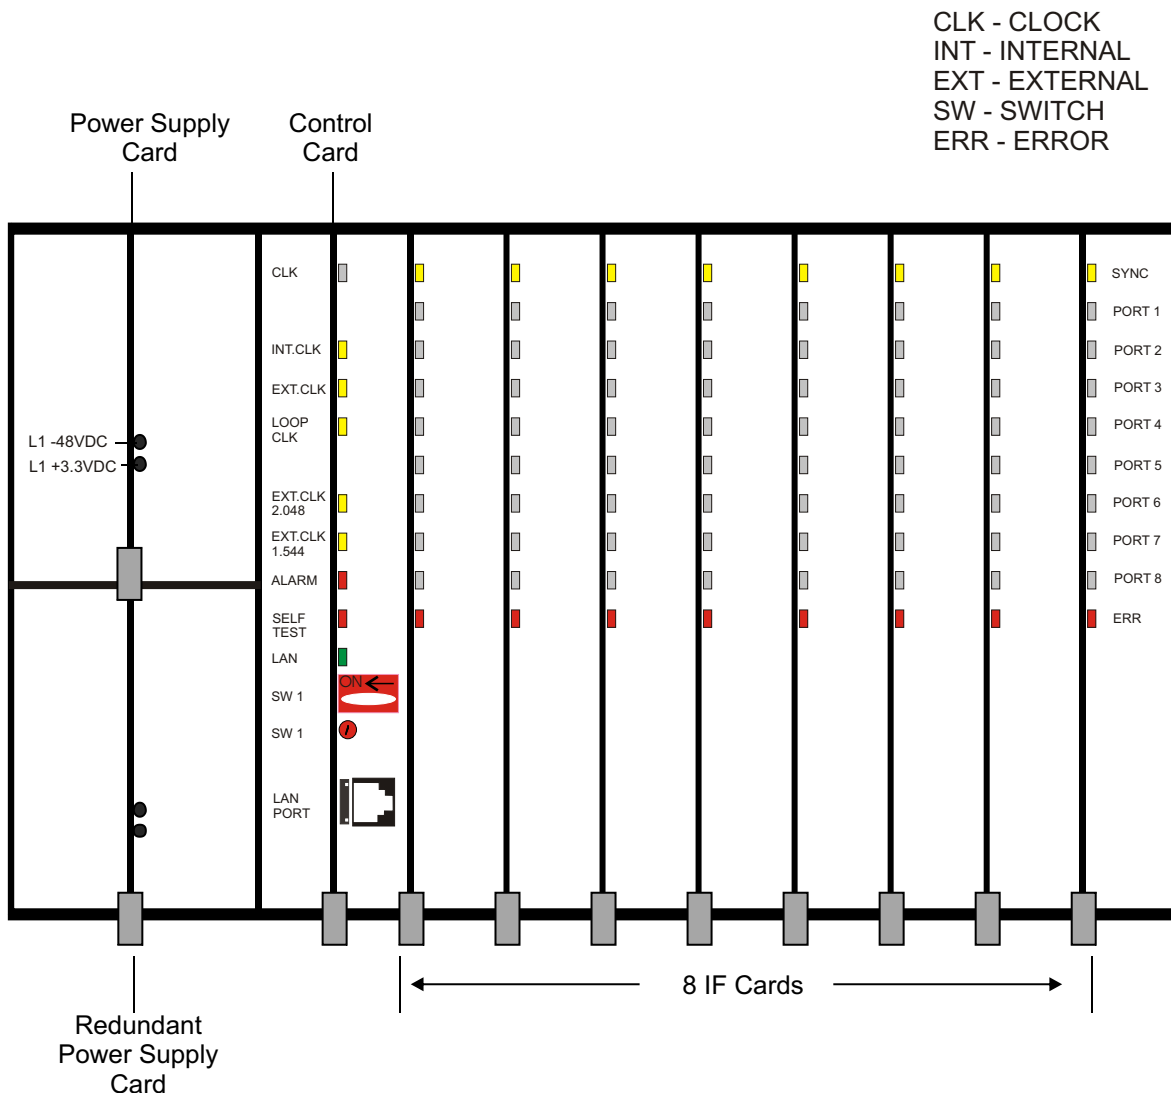 CLK - CLOCK
INT - INTERNAL
EXT - EXTERNAL
SW - SWITCH
ERR - ERROR
Power Supply
Card
Control
Card
CLK
INT.CLK
EXT.CLK
LOOP
CLK
EXT.CLK
2.048
EXT.CLK
1.544
ALARM
SELF
TEST
LAN
SW 1
ON
SW 1
LAN
PORT
L1 -48VDC
L1 +3.3VDC
SYNC
PORT 1
PORT 2
PORT 3
PORT 4
PORT 5
PORT 6
PORT 7
PORT 8
ERR
8 IF Cards
Redundant
Power Supply
Card